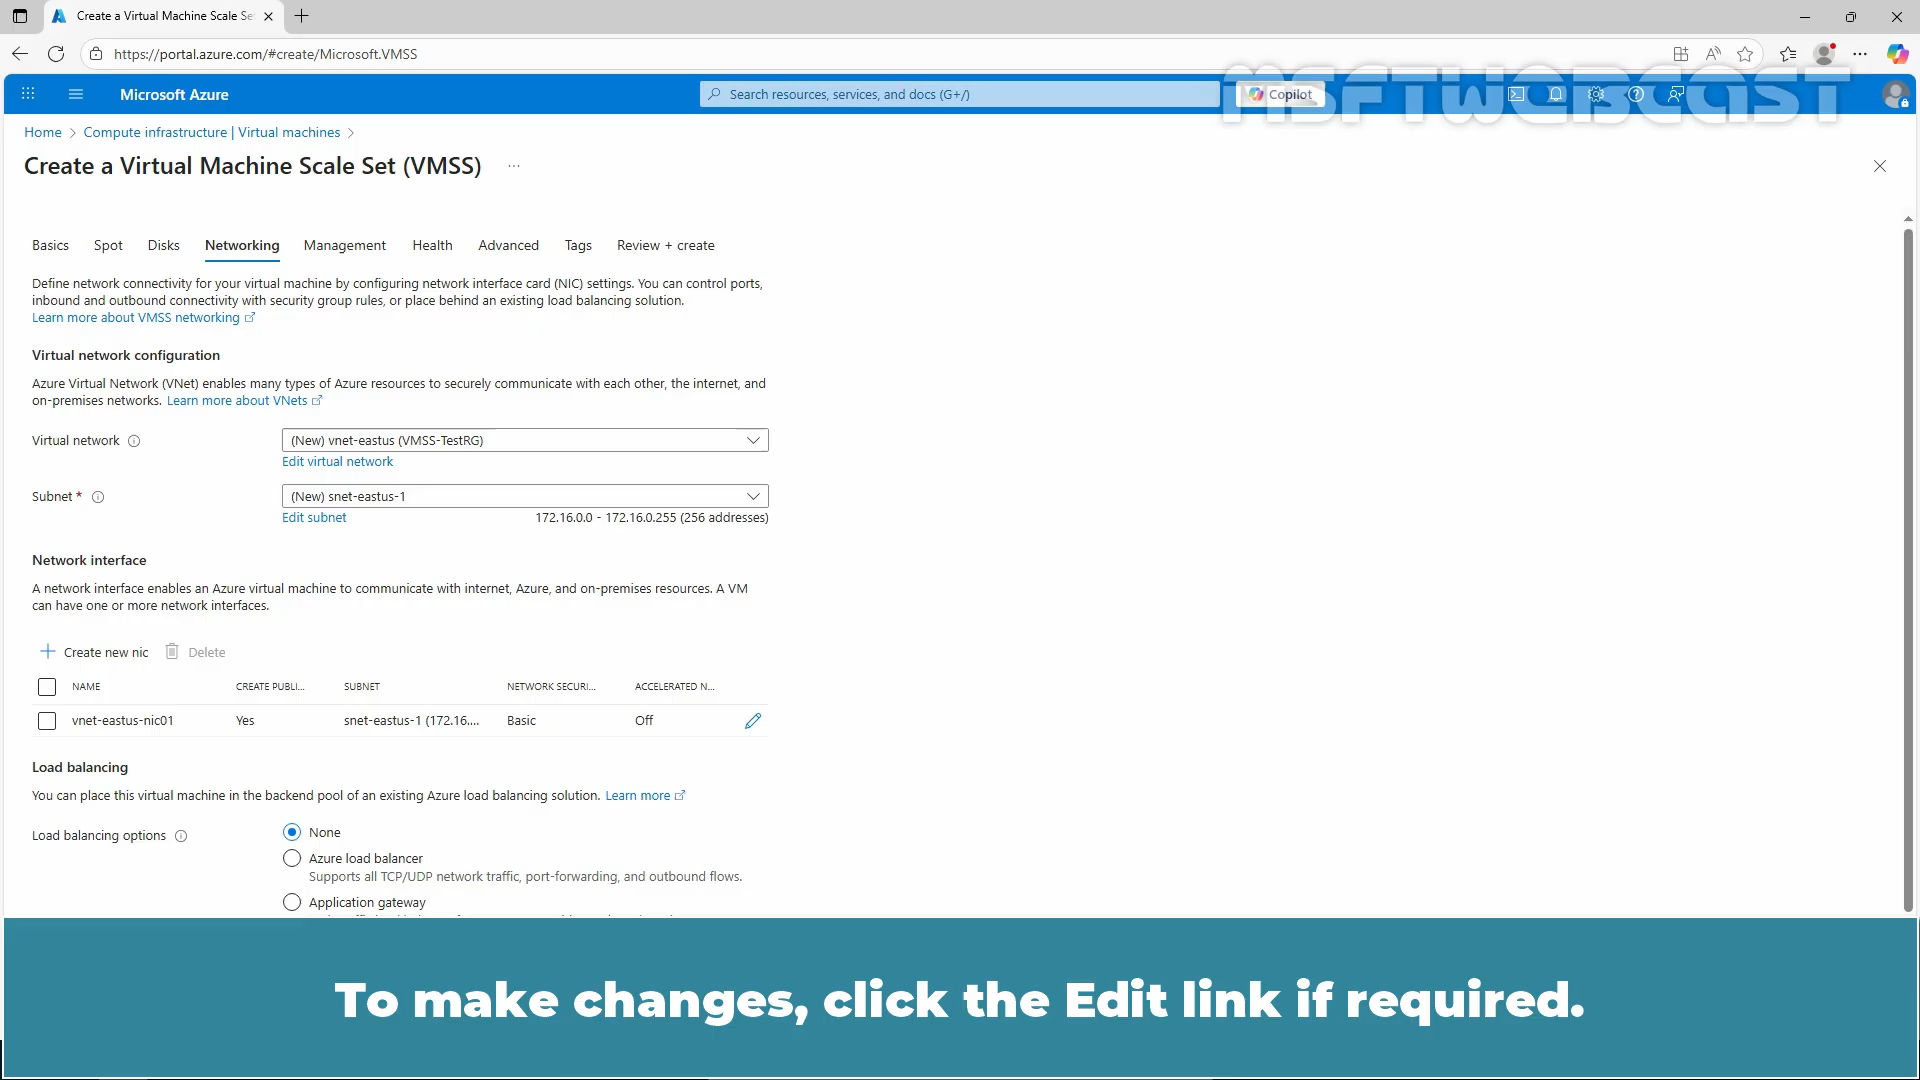 Create a Virtual Machine Scale Se
https://portal.azure.com/#create/Microsoft.VMSS
Microsoft Azure
Search resources, services, and docs (G+/)
Copilot
MSFTWEBCAST
Home > Compute infrastructure | Virtual machines >
Create a Virtual Machine Scale Set (VMSS) ...
Basics Spot Disks Networking Management Health Advanced Tags Review + create
Define network connectivity for your virtual machine by configuring network interface card (NIC) settings. You can control ports,
inbound and outbound connectivity with security group rules, or place behind an existing load balancing solution.
Learn more about VMSS networking
Virtual network configuration
Azure Virtual Network (VNet) enables many types of Azure resources to securely communicate with each other, the internet, and
on-premises networks. Learn more about VNets
Virtual network (New) vnet-eastus (VMSS-TestRG)
Edit virtual network
Subnet * (New) snet-eastus-1
Edit subnet 172.16.0.0 - 172.16.0.255 (256 addresses)
Network interface
A network interface enables an Azure virtual machine to communicate with internet, Azure, and on-premises resources. A VM
can have one or more network interfaces.
Create new nic Delete
NAME CREATE PUBLI... SUBNET NETWORK SECURI... ACCELERATED N...
vnet-eastus-nic01 Yes snet-eastus-1 (172.16.... Basic Off
Load balancing
You can place this virtual machine in the backend pool of an existing Azure load balancing solution. Learn more
Load balancing options None
Azure load balancer
Supports all TCP/UDP network traffic, port-forwarding, and outbound flows.
Application gateway
To make changes, click the Edit link if required.